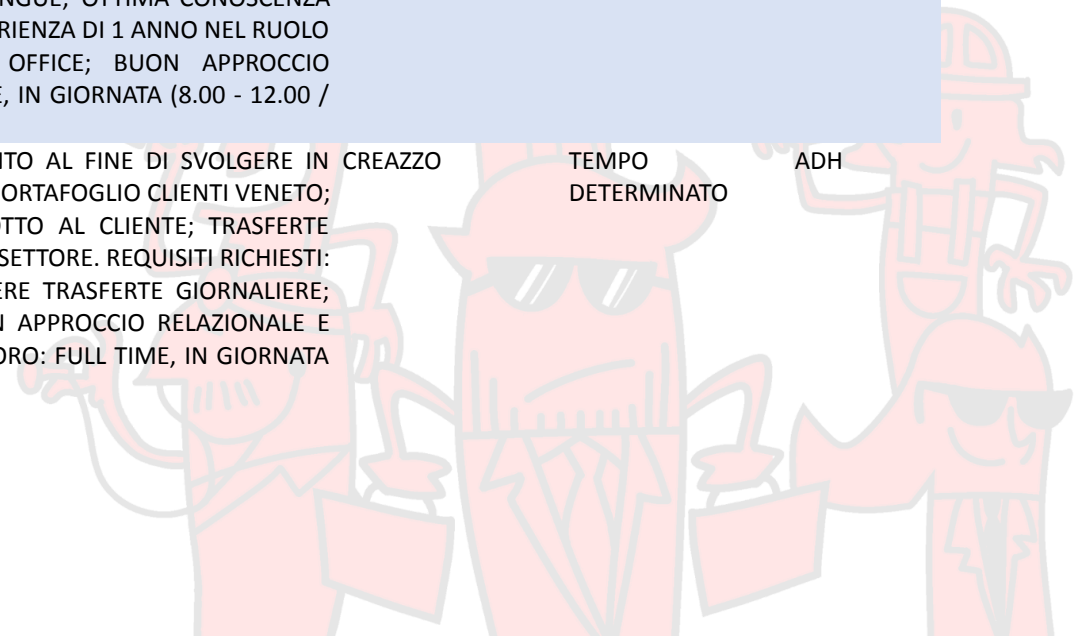 OTTIMA CONOSCENZA
RIENZA DI 1 ANNO NEL RUOLO
OFFICE; BUON APPROCCIO
E, IN GIORNATA (8.00 - 12.00 /
NTO AL FINE DI SVOLGERE IN CREAZZO TEMPO ADH
ORTAFOGLIO CLIENTI VENETO; DETERMINATO
OTTO AL CLIENTE; TRASFERTE
SETTORE. REQUISITI RICHIESTI:
ERE TRASFERTE GIORNALIERE;
N APPROCCIO RELAZIONALE E
ORO: FULL TIME, IN GIORNATA